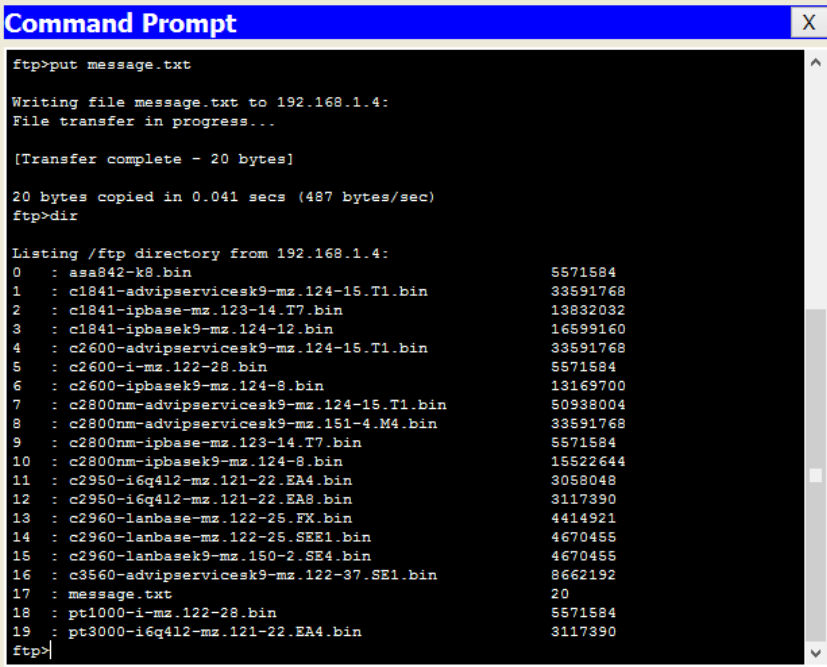 Command Prompt X
ftp>put message.txt
Writing file message.txt to 192.168.1.4:
File transfer in progress...
[Transfer complete - 20 bytes]
20 bytes copied in 0.041 secs (487 bytes/sec)
ftp>dir
Listing /ftp directory from 192.168.1.4:
0 : asa842-k8.bin 5571584
1 : c1841-advipservicesk9-mz.124-15.T1.bin 33591768
2 : c1841-ipbase-mz.123-14.T7.bin 13832032
3 : c1841-ipbasek9-mz.124-12.bin 16599160
4 : c2600-advipservicesk9-mz.124-15.T1.bin 33591768
5 : c2600-i-mz.122-28.bin 5571584
6 : c2600-ipbasek9-mz.124-8.bin 13169700
7 : c2800nm-advipservicesk9-mz.124-15.T1.bin 50938004
8 : c2800nm-advipservicesk9-mz.151-4.M4.bin 33591768
9 : c2800nm-ipbase-mz.123-14.T7.bin 5571584
10 : c2800nm-ipbasek9-mz.124-8.bin 15522644
11 : c2950-i6q4l2-mz.121-22.EA4.bin 3058048
12 : c2950-i6q4l2-mz.121-22.EA8.bin 3117390
13 : c2960-lanbase-mz.122-25.FX.bin 4414921
14 : c2960-lanbase-mz.122-25.SEE1.bin 4670455
15 : c2960-lanbasek9-mz.150-2.SE4.bin 4670455
16 : c3560-advipservicesk9-mz.122-37.SE1.bin 8662192
17 : message.txt 20
18 : pt1000-i-mz.122-28.bin 5571584
19 : pt3000-i6q4l2-mz.121-22.EA4.bin 3117390
ftp>